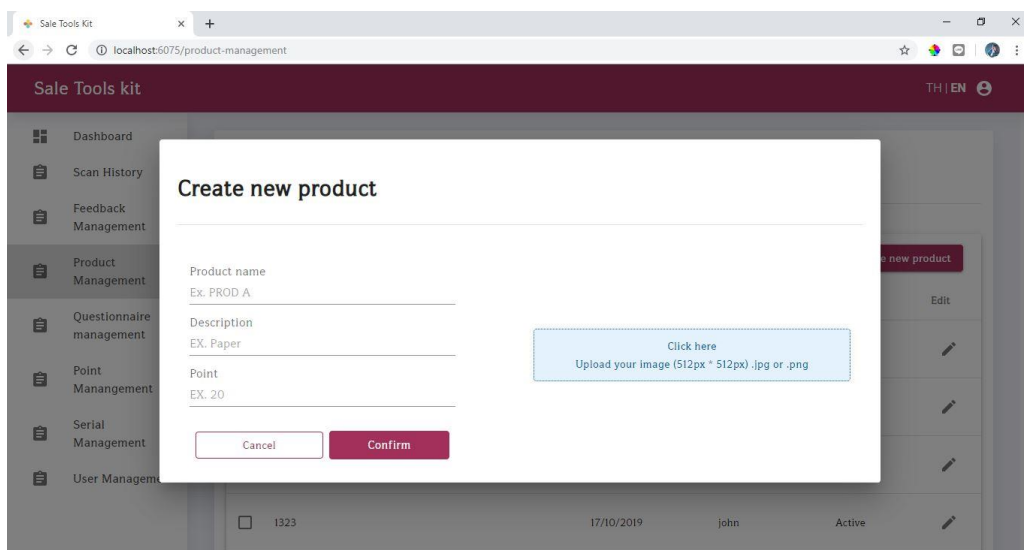 Sale Tools Kit
localhost:6075/product-management
Sale Tools kit
TH | EN
Dashboard
Scan History
Feedback
Management
Product
Management
Questionnaire
management
Point
Manangement
Serial
Management
User Manageme
Create new product
Product name
Ex. PROD A
Description
EX. Paper
Point
EX. 20
Cancel
Confirm
Click here
Upload your image (512px * 512px) .jpg or .png
e new product
Edit
1323
17/10/2019
john
Active